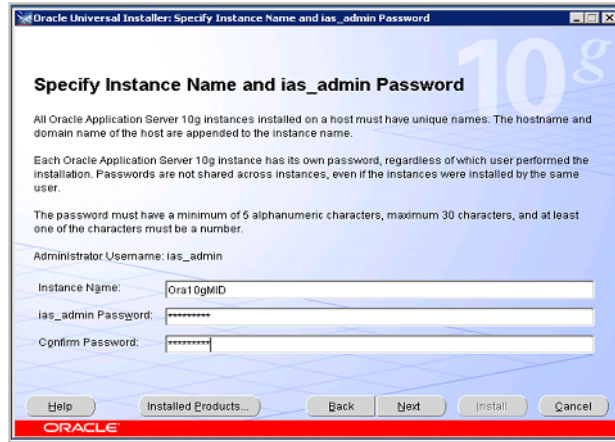 Oracle Universal Installer: Specify Instance Name and ias_admin Password
10g
Specify Instance Name and ias_admin Password
All Oracle Application Server 10g instances installed on a host must have unique names. The hostname and
domain name of the host are appended to the instance name.
Each Oracle Application Server 10g instance has its own password, regardless of which user performed the
installation. Passwords are not shared across instances, even if the instances were installed by the same
user.
The password must have a minimum of 5 alphanumeric characters, maximum 30 characters, and at least
one of the characters must be a number.
Administrator Username: ias_admin
Instance Name: Ora10gMID
ias_admin Password: *********
Confirm Password: *********
Help Installed Products... Back Next Install Cancel
ORACLE